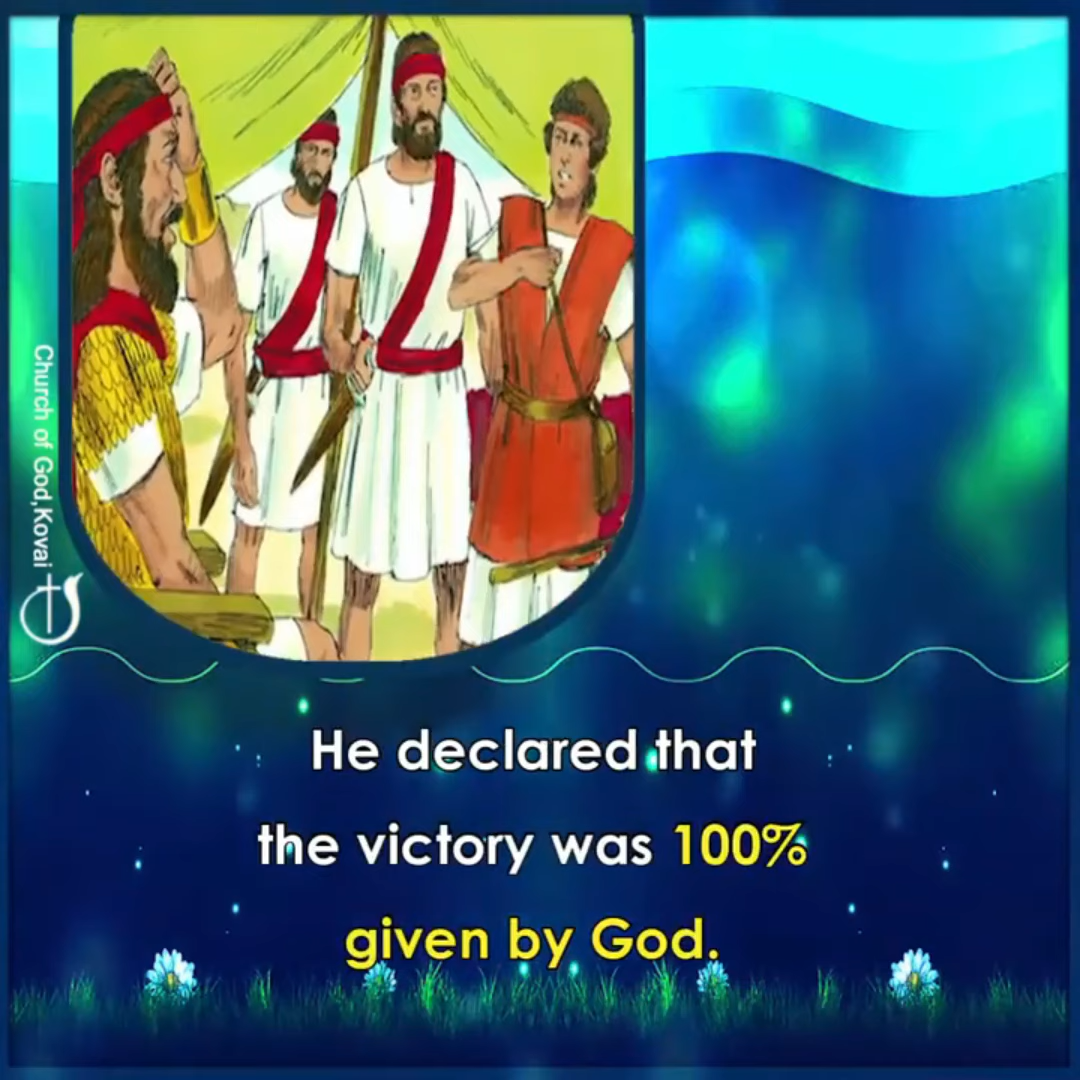 Church of God,Kovai
He declared that
the victory was 100%
given by God.